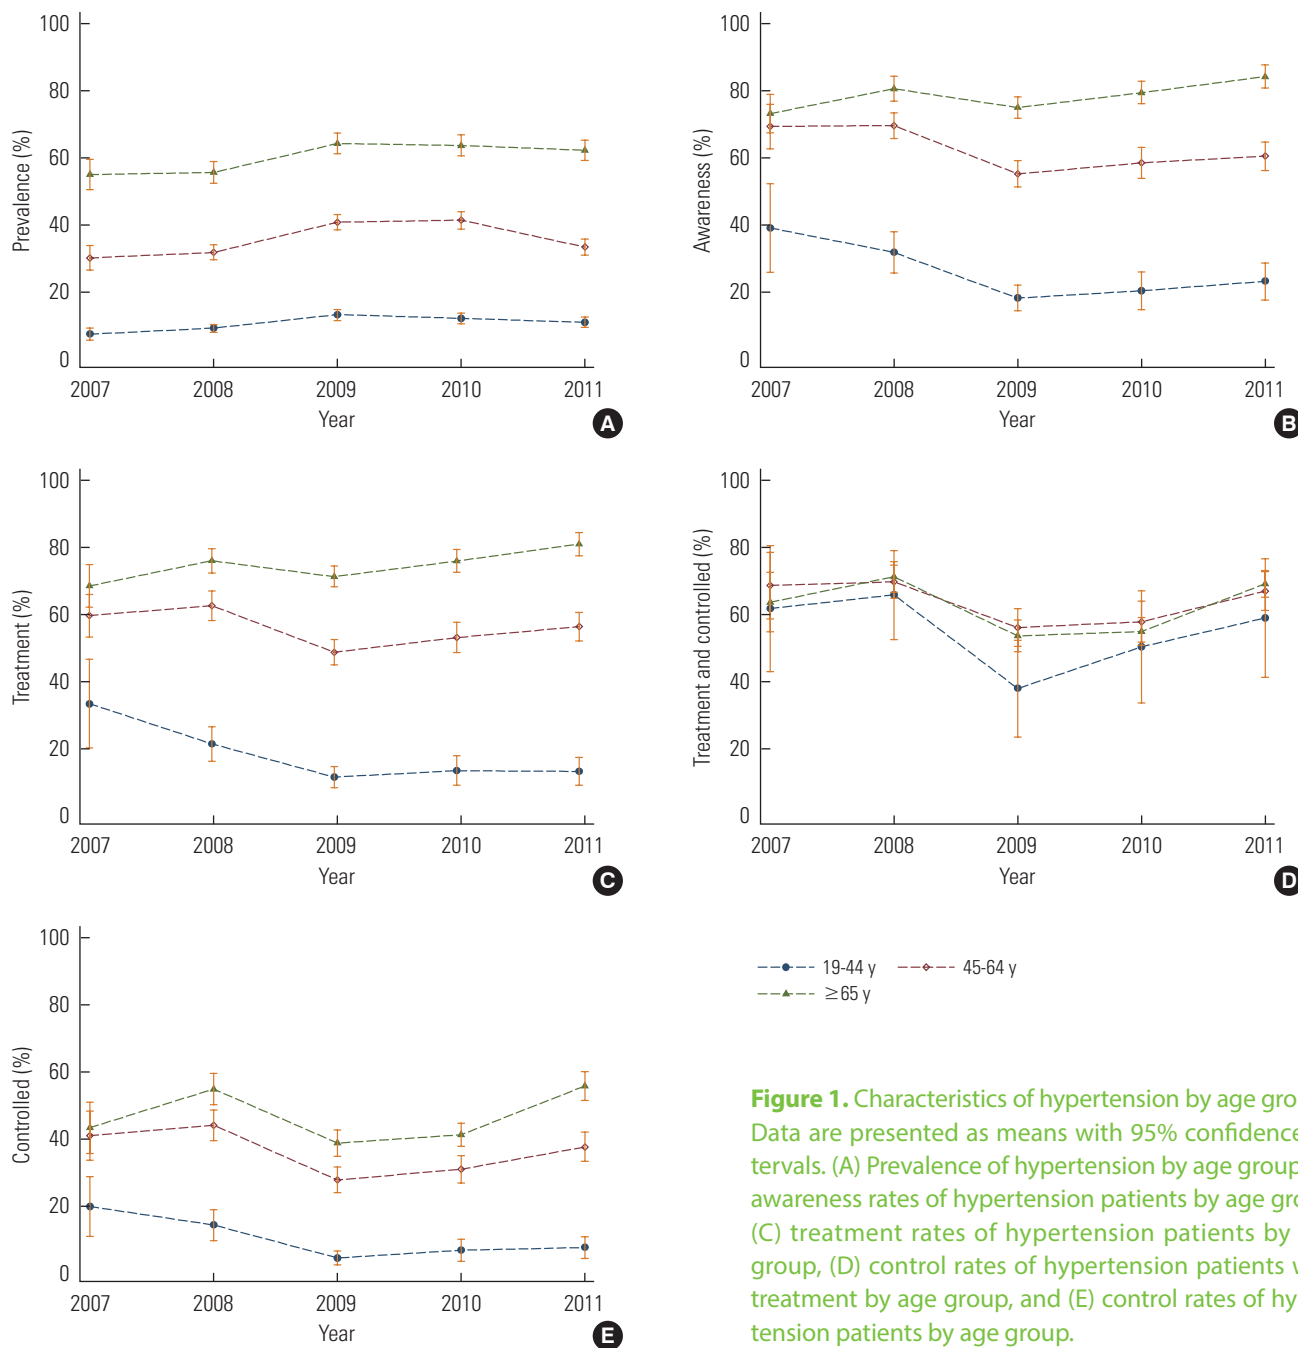 100
80
60
40
20
0
Prevalence (%)
2007 2008 2009 2010 2011
Year
A
100
80
60
40
20
0
Awareness (%)
2007 2008 2009 2010 2011
Year
B
100
80
60
40
20
0
Treatment (%)
2007 2008 2009 2010 2011
Year
C
100
80
60
40
20
0
Treatment and controlled (%)
2007 2008 2009 2010 2011
Year
D
100
80
60
40
20
0
Controlled (%)
2007 2008 2009 2010 2011
Year
E
19-44 y 45-64 y
≥65 y
Figure 1. Characteristics of hypertension by age gro
Data are presented as means with 95% confidence
tervals. (A) Prevalence of hypertension by age group
awareness rates of hypertension patients by age gro
(C) treatment rates of hypertension patients by
group, (D) control rates of hypertension patients w
treatment by age group, and (E) control rates of hy
tension patients by age group.